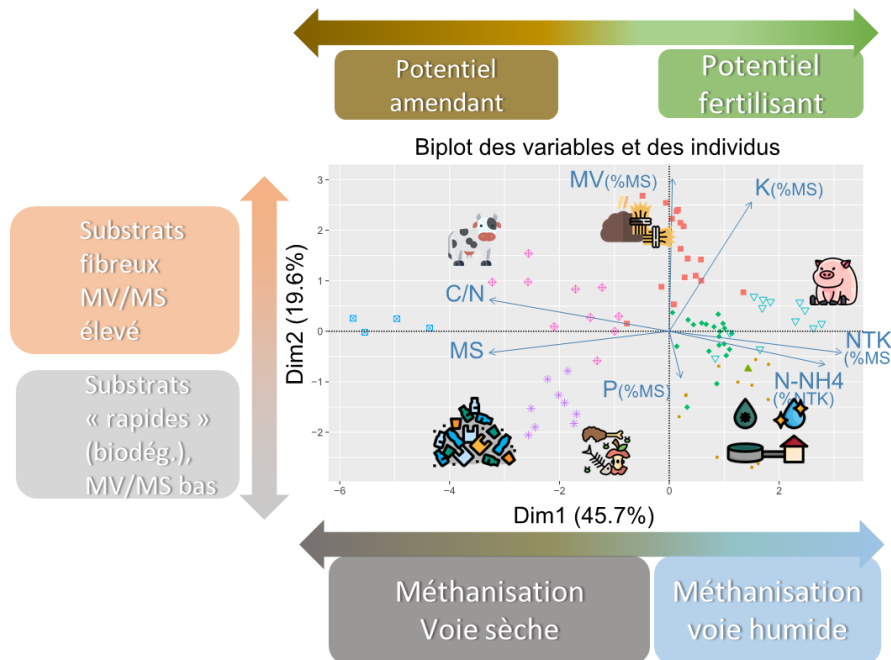 Potentiel
amendant
Potentiel
fertilisant
Biplot des variables et des individus
Substrats
fibreux
MV/MS
élevé
Substrats
« rapides »
(biodég.),
MV/MS bas
Dim2 (19.6%)
3
2
1
0
−1
−2
MV(%MS)
K(%MS)
C/N
MS
NTK
(%MS
N-NH4
(%NTK)
P(%MS)
−6
−4
−2
0
2
Dim1 (45.7%)
Méthanisation
Voie sèche
Méthanisation
voie humide